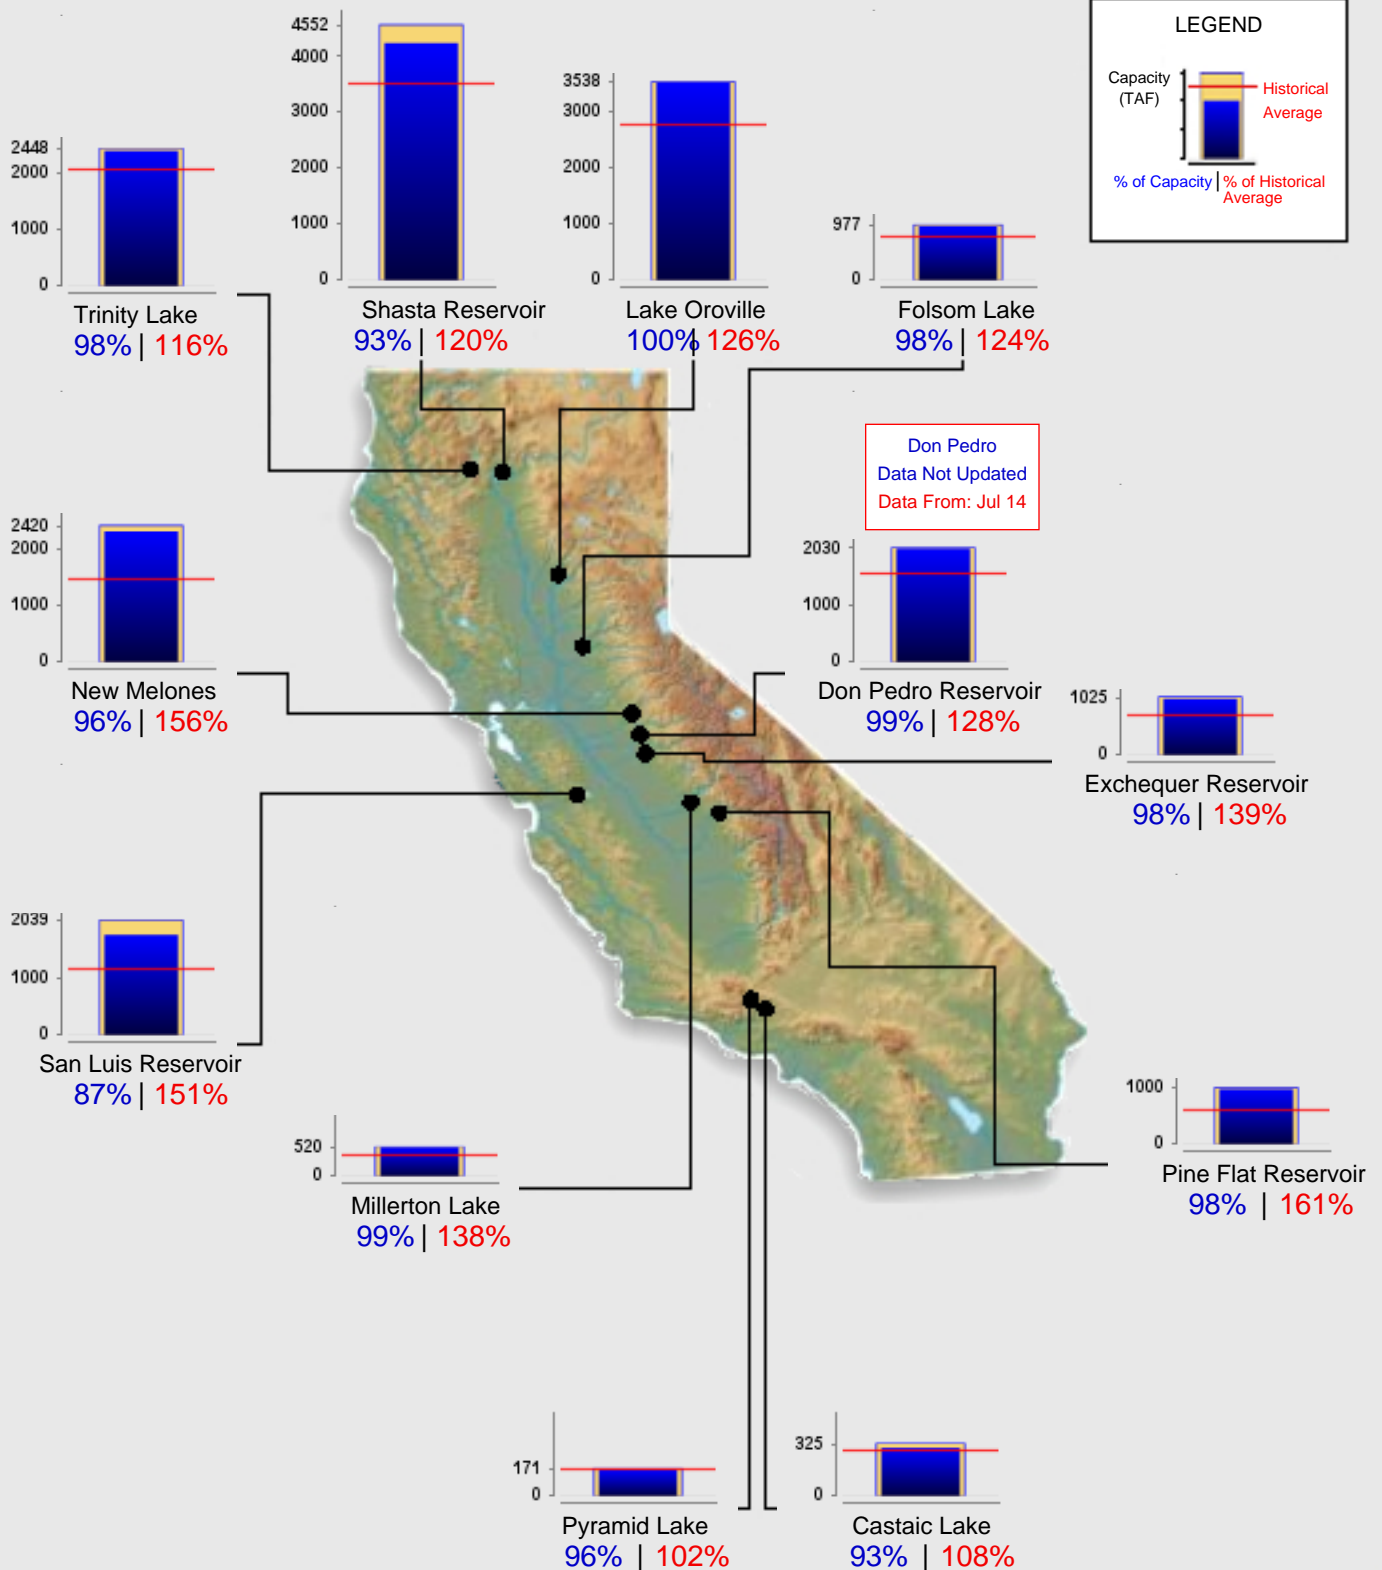 LEGEND
Capacity
(TAF)
Historical
Average
% of Capacity | % of Historical
Average
4552
4000
3000
2000
1000
0
Shasta Reservoir
93% | 120%
3538
3000
2000
1000
0
Lake Oroville
100% 126%
2448
2000
1000
0
Trinity Lake
98% | 116%
977
0
Folsom Lake
98% | 124%
Don Pedro
Data Not Updated
Data From: Jul 14
2420
2000
1000
0
New Melones
96% | 156%
2030
1000
0
Don Pedro Reservoir
99% | 128%
1025
0
Exchequer Reservoir
98% | 139%
2039
1000
0
San Luis Reservoir
87% | 151%
520
0
Millerton Lake
99% | 138%
1000
0
Pine Flat Reservoir
98% | 161%
171
0
Pyramid Lake
96% | 102%
325
0
Castaic Lake
93% | 108%